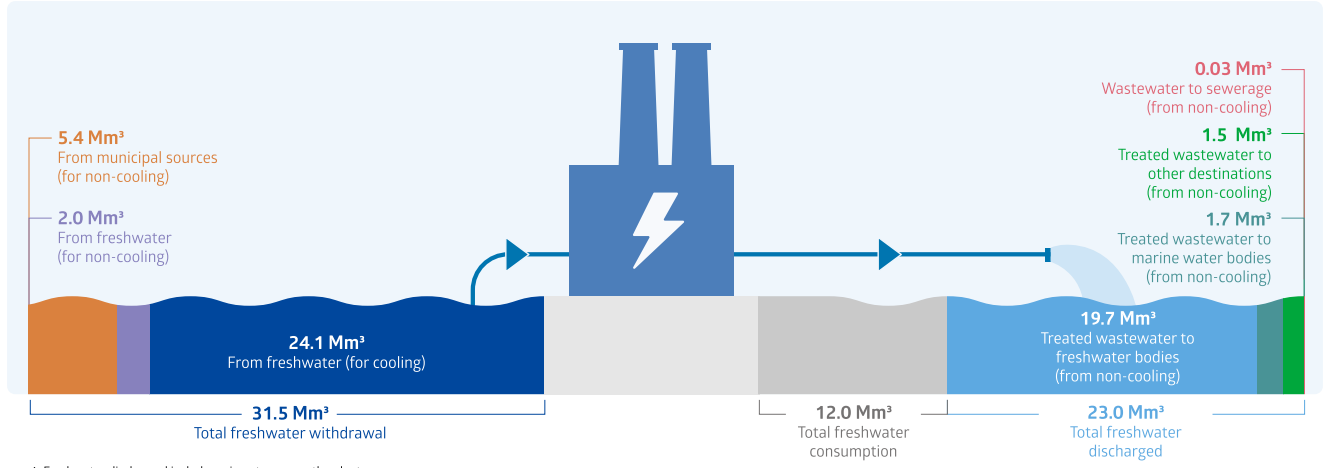 5.4 Mm³
From municipal sources
(for non-cooling)
2.0 Mm³
From freshwater
(for non-cooling)
24.1 Mm³
From freshwater (for cooling)
31.5 Mm³
Total freshwater withdrawal
0.03 Mm³
Wastewater to sewerage
(from non-cooling)
1.5 Mm³
Treated wastewater to
other destinations
(from non-cooling)
1.7 Mm³
Treated wastewater to
marine water bodies
(from non-cooling)
19.7 Mm³
Treated wastewater to
freshwater bodies
(from non-cooling)
12.0 Mm³
Total freshwater
consumption
23.0 Mm³
Total freshwater
discharged